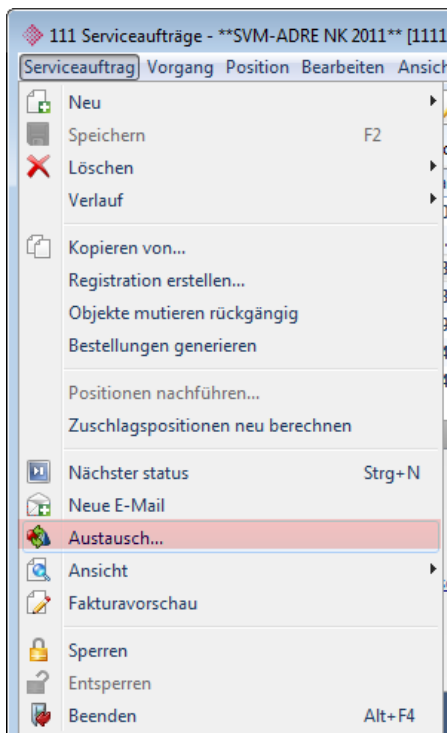 111 Serviceaufträge - **SVM-ADRE NK 2011** [1111
Serviceauftrag Vorgang Position Bearbeiten Ansich
Neu
Speichern F2
Löschen
Verlauf
Kopieren von...
Registration erstellen...
Objekte mutieren rückgängig
Bestellungen generieren
Positionen nachführen...
Zuschlagspositionen neu berechnen
Nächster status Strg+N
Neue E-Mail
Austausch...
Ansicht
Fakturavorschau
Sperren
Entsperren
Beenden Alt+F4